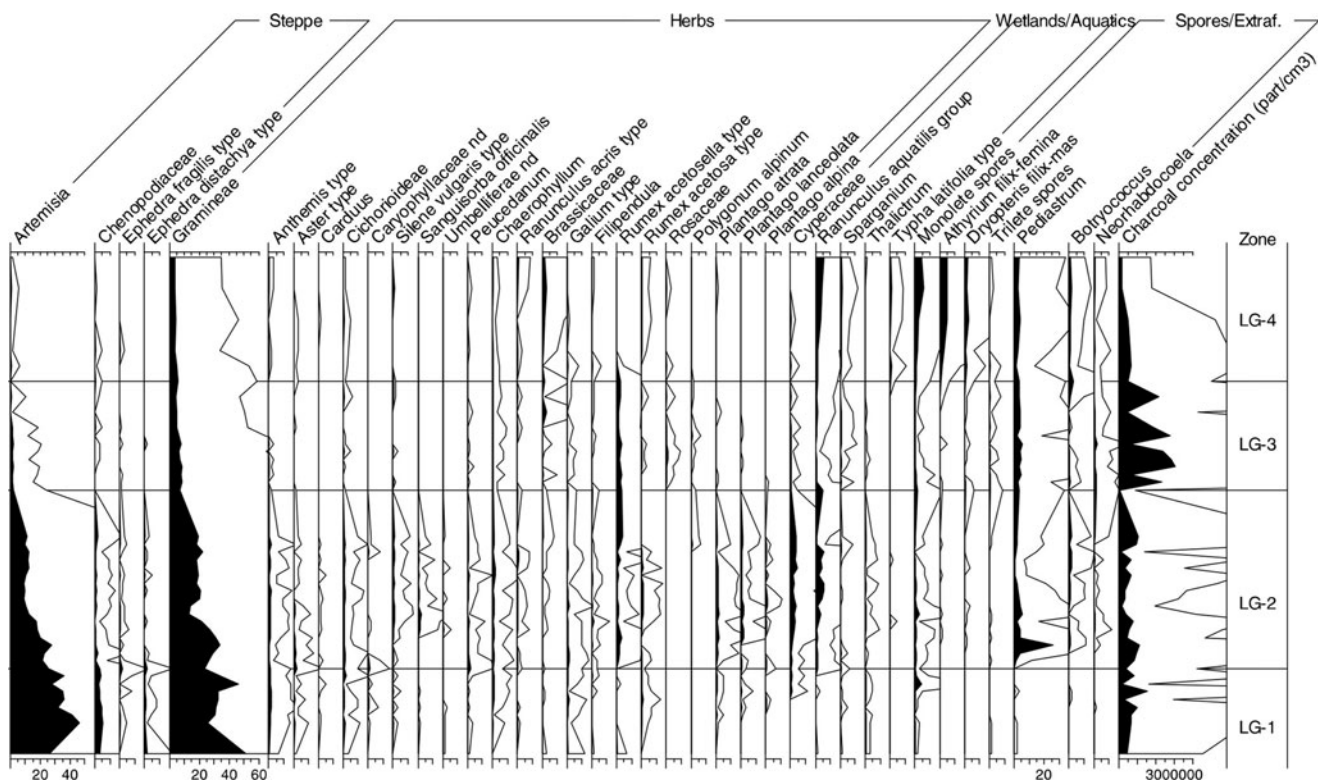 Steppe
Herbs
Wetlands/Aquatics
Spores/Extraf.
Artemisia
Chenopodiaceae
Ephedra fragilis type
Ephedra distachya type
Gramineae
Anthemis type
Aster type
Carduus
Cichorioideae
Caryophyllaceae nd
Silene vulgaris type
Sanguisorba officinalis
Umbelliferae nd
Peucedanum
Chaerophyllum
Ranunculus acris type
Brassicaceae
Galium type
Filipendula
Rumex acetosella type
Rumex acetosa type
Rosaceae
Polygonum alpinum
Plantago atrata
Plantago lanceolata
Plantago alpina
Cyperaceae
Ranunculus aquatilis group
Sparganium
Thalictrum
Typha latifolia type
Monolete spores
Athyrium filix-femina
Dryopteris filix-mas
Trilete spores
Pediastrum
Botryococcus
Neorhabdocoela
Charcoal concentration (part/cm3)
Zone
LG-4
LG-3
LG-2
LG-1
20 40 20 40 60 20 3000000